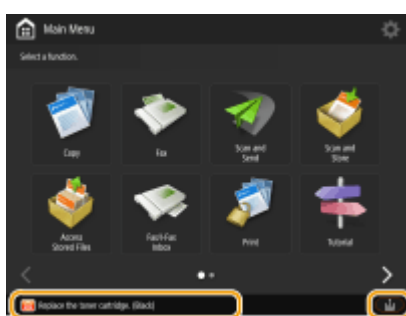 Main Menu
Select a function.
Copy
Fax
Scan and
Send
Scan and
Store
Access
Stored Files
Fax/I-Fax
Inbox
Print
Tutorial
Replace the toner cartridge. (Black)